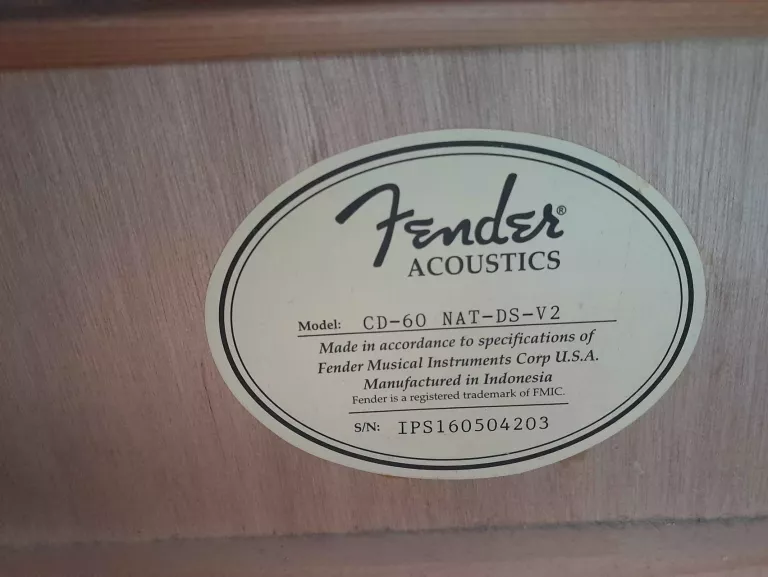 Fender®
ACOUSTICS
Model: CD-60 NAT-DS-V2
Made in accordance to specifications of
Fender Musical Instruments Corp U.S.A.
Manufactured in Indonesia
Fender is a registered trademark of FMIC.
S/N: IPS160504203